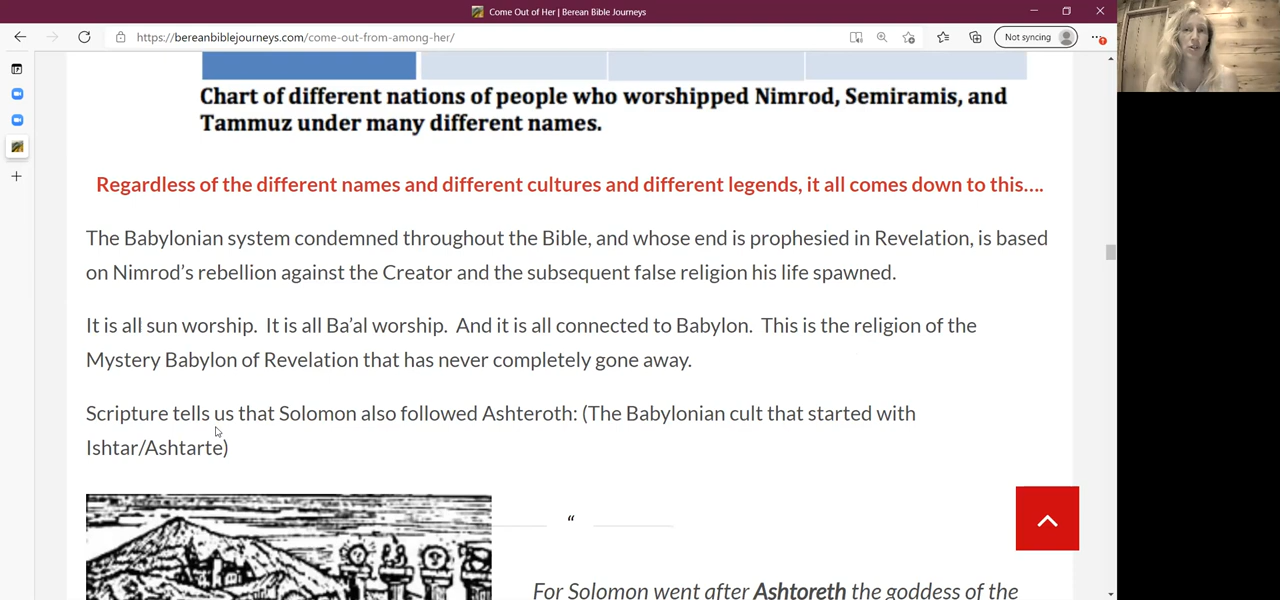 Come Out of Her | Berean Bible Journeys
https://bereanbiblejourneys.com/come-out-from-among-her/
Not syncing
Chart of different nations of people who worshipped Nimrod, Semiramis, and
Tammuz under many different names.
Regardless of the different names and different cultures and different legends, it all comes down to this....
The Babylonian system condemned throughout the Bible, and whose end is prophesied in Revelation, is based
on Nimrod's rebellion against the Creator and the subsequent false religion his life spawned.
It is all sun worship. It is all Ba'al worship. And it is all connected to Babylon. This is the religion of the
Mystery Babylon of Revelation that has never completely gone away.
Scripture tells us that Solomon also followed Ashteroth: (The Babylonian cult that started with
Ishtar/Ashtarte)
“
For Solomon went after Ashtoreth the goddess of the